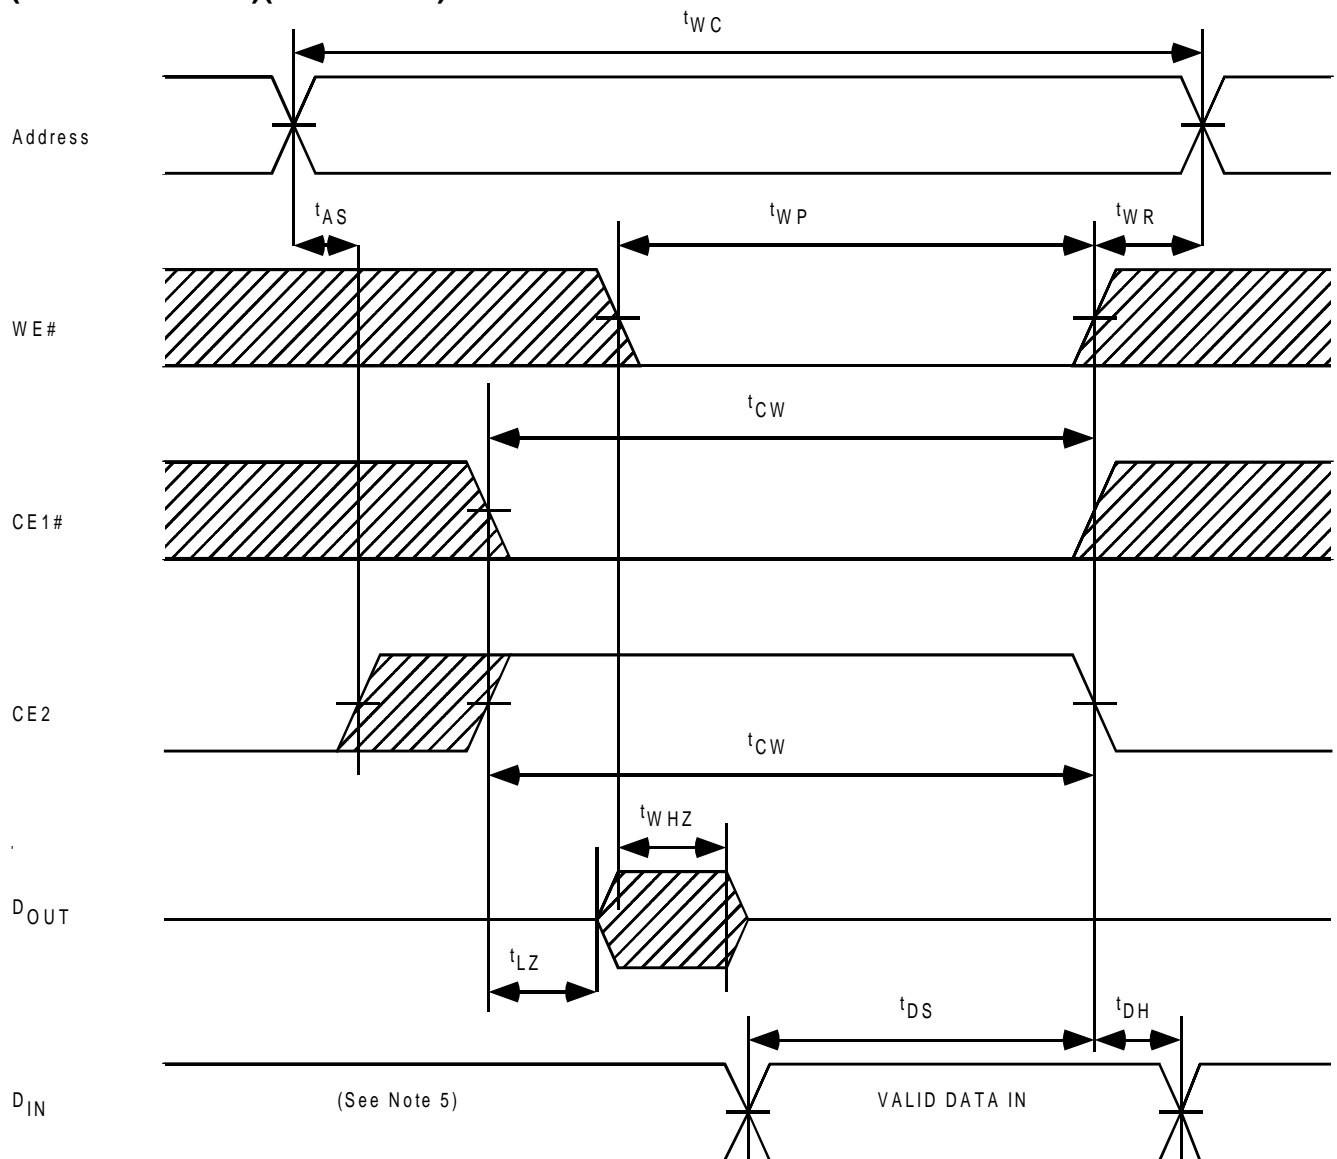 tWC
Address
tAS
tWP
tWR
WE#
tCW
CE1#
CE2
tCW
tWHZ
DOUT
tLZ
tDS
tDH
DIN
(See Note 5)
VALID DATA IN